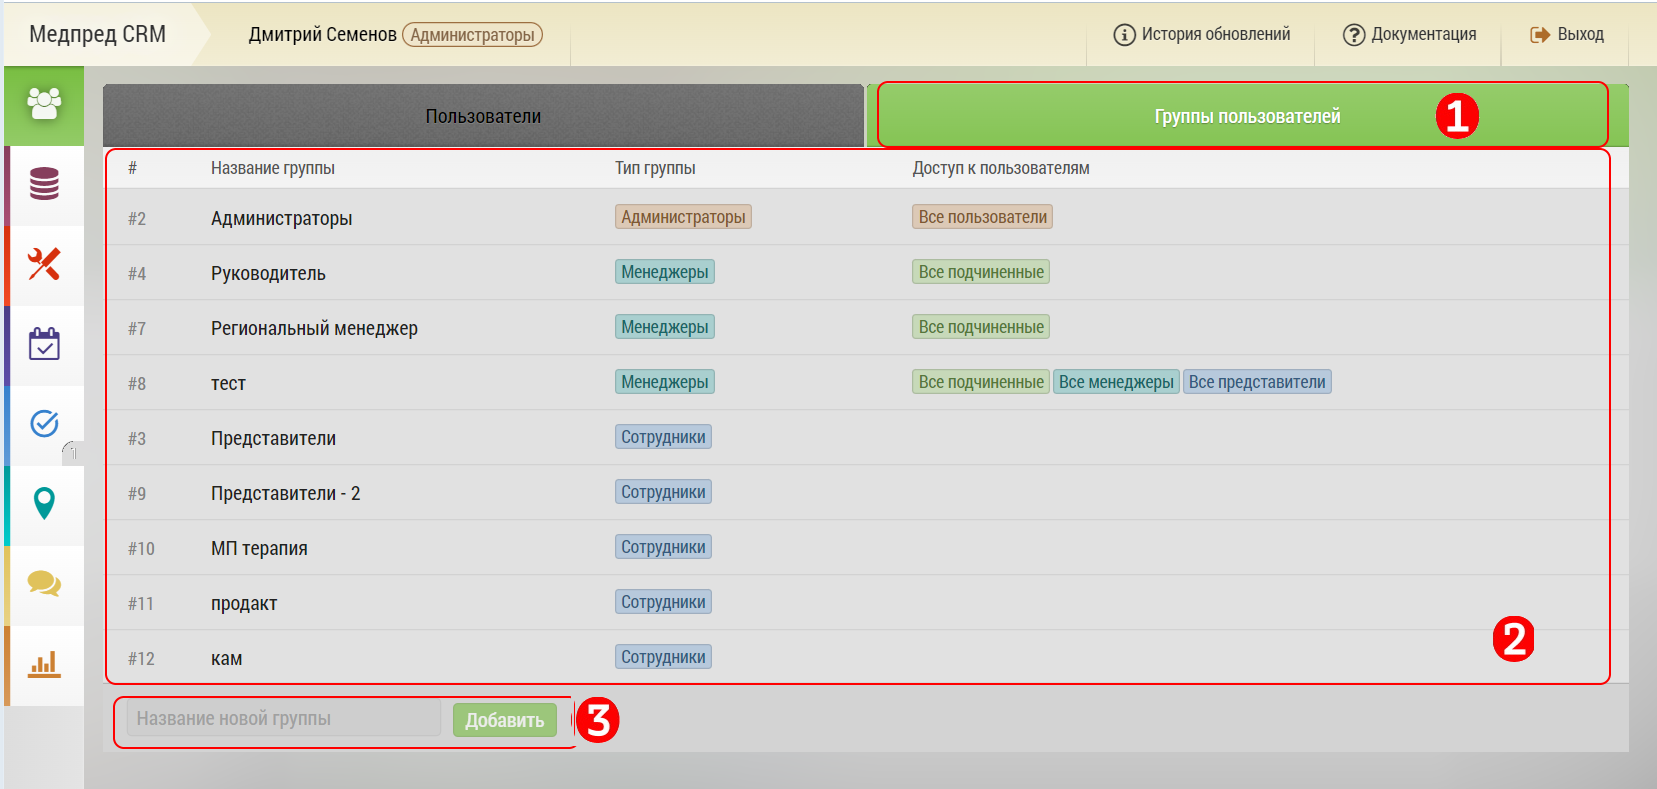 Медпред CRM Дмитрий Семенов Администраторы История обновлений Документация Выход
Пользователи Группы пользователей 1
# Название группы Тип группы Доступ к пользователям
#2 Администраторы Администраторы Все пользователи
#4 Руководитель Менеджеры Все подчиненные
#7 Региональный менеджер Менеджеры Все подчиненные
#8 тест Менеджеры Все подчиненные Все менеджеры Все представители
#3 Представители Сотрудники
1
#9 Представители - 2 Сотрудники
#10 МП терапия Сотрудники
#11 продакт Сотрудники
2
#12 кам Сотрудники
Название новой группы Добавить 3